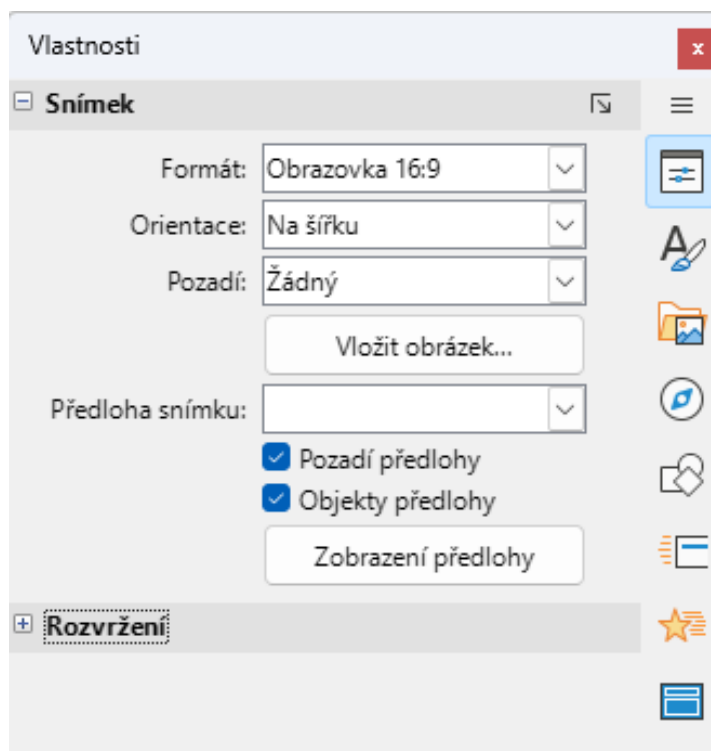 Vlastnosti
Snímek
Formát: Obrazovka 16:9
Orientace: Na šířku
Pozadí: Žádný
Vložit obrázek...
Předloha snímku:
Pozadí předlohy
Objekty předlohy
Zobrazení předlohy
Rozvržení